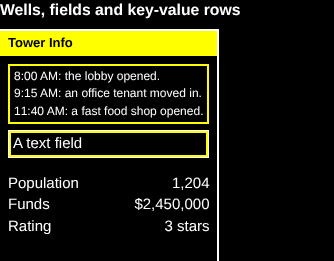 Wells, fields and key-value rows
Tower Info
8:00 AM: the lobby opened.
9:15 AM: an office tenant moved in.
11:40 AM: a fast food shop opened.
A text field
Population 1,204
Funds $2,450,000
Rating 3 stars